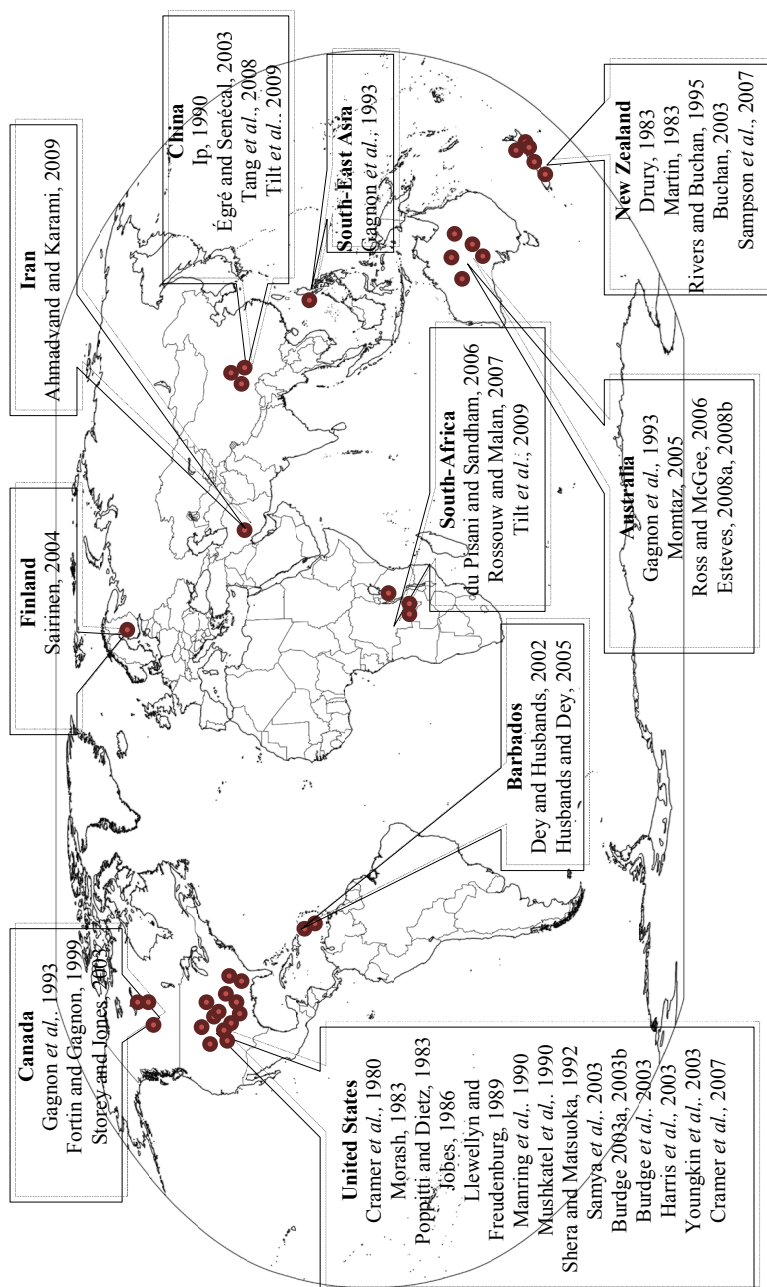 Canada
Gagnon et al,. 1993
Fortin and Gagnon, 1999
Storey and Jones, 2003
United States
Cramer et al., 1980
Morash, 1983
Poppitti and Dietz, 1983
Jobes, 1986
Llewellyn and
Freudenburg, 1989
Manring et al,. 1990
Mushkatel et al,. 1990
Shera and Matsuoka, 1992
Samya et al,. 2003
Burdge 2003a, 2003b
Burdge et al,. 2003
Harris et al,. 2003
Youngkin et al,. 2003
Cramer et al., 2007
Barbados
Dey and Husbands, 2002
Husbands and Dey, 2005
Finland
Sairinen, 2004
South-Africa
du Pisani and Sandham, 2006
Rossouw and Malan, 2007
Tilt et al., 2009
Iran
Ahmadvand and Karami, 2009
China
Ip, 1990
Égré and Senécal, 2003
Tang et al., 2008
Tilt et al.. 2009
South-East Asia
Gagnon et al., 1993
Australia
Gagnon et al., 1993
Momtaz, 2005
Ross and McGee, 2006
Esteves, 2008a, 2008b
New Zealand
Drury, 1983
Martin, 1983
Rivers and Buchan, 1995
Buchan, 2003
Sampson et al., 2007